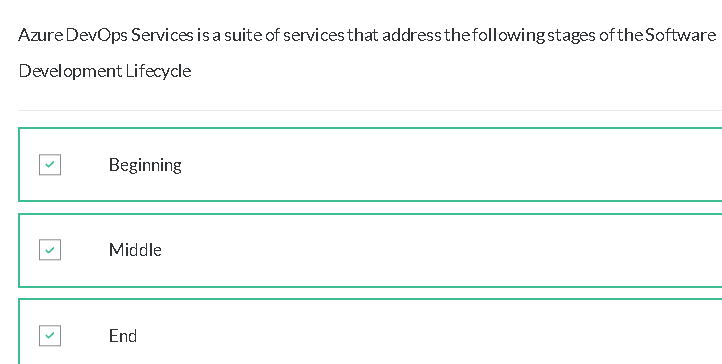 Azure DevOps Services is a suite of services that address the following stages of the Software
Development Lifecycle
Beginning
Middle
End